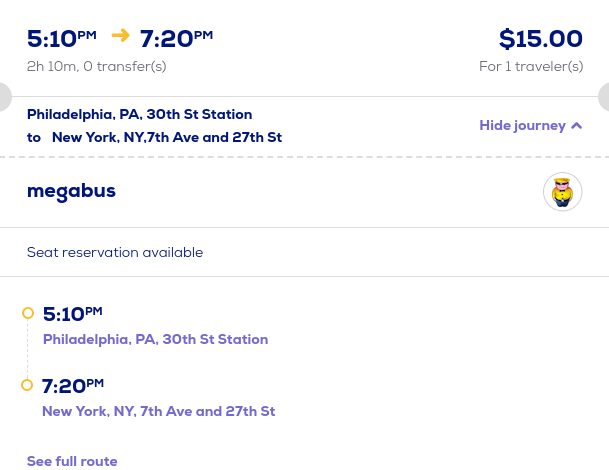 5:10PM → 7:20PM $15.00
2h 10m, 0 transfer(s) For 1 traveler(s)
Philadelphia, PA, 30th St Station
to New York, NY,7th Ave and 27th St
Hide journey
megabus
Seat reservation available
5:10PM
Philadelphia, PA, 30th St Station
7:20PM
New York, NY, 7th Ave and 27th St
See full route